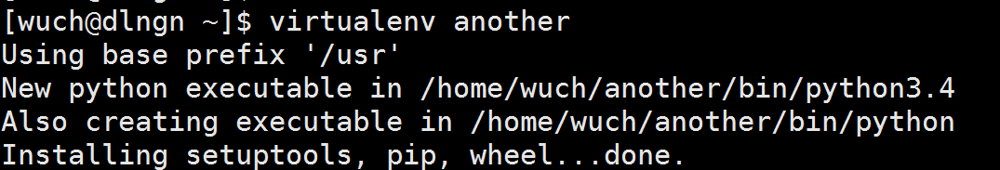 [wuch@dlngn ~]$ virtualenv another
Using base prefix '/usr'
New python executable in /home/wuch/another/bin/python3.4
Also creating executable in /home/wuch/another/bin/python
Installing setuptools, pip, wheel...done.